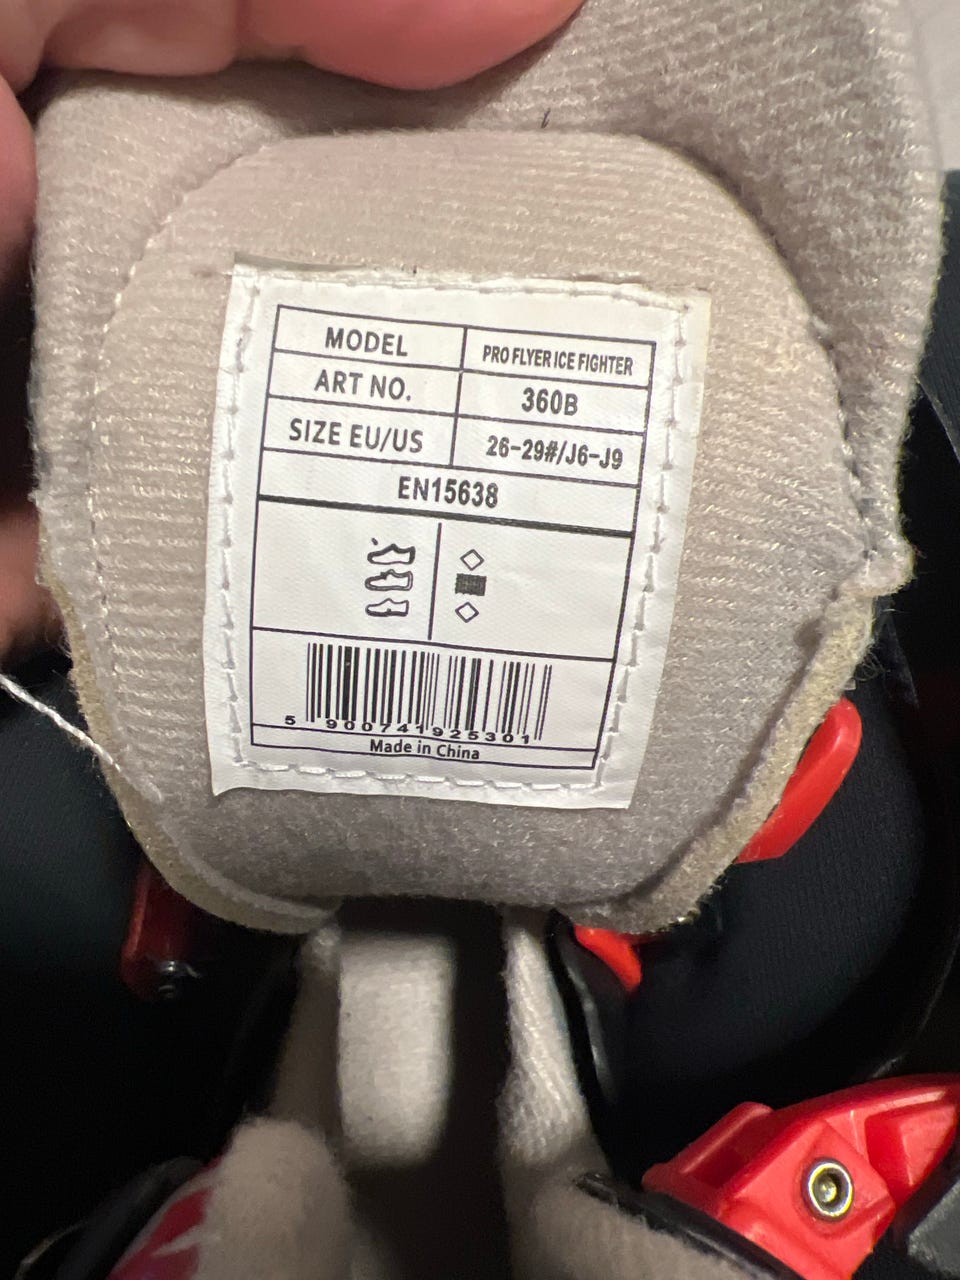 MODEL PRO FLYER ICE FIGHTER
ART NO. 360B
SIZE EU/US 26-29#/J6-J9
EN15638
5 900741 925301
Made in China